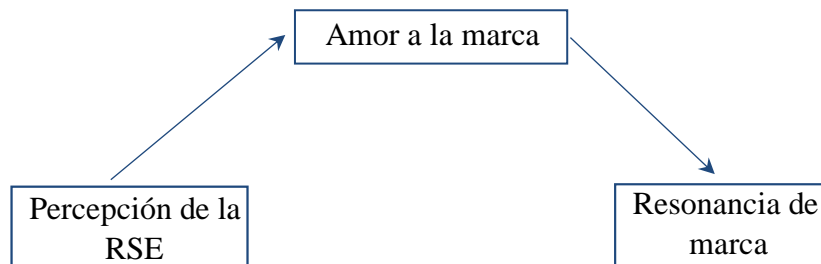 Amor a la marca
Percepción de la
RSE
Resonancia de
marca